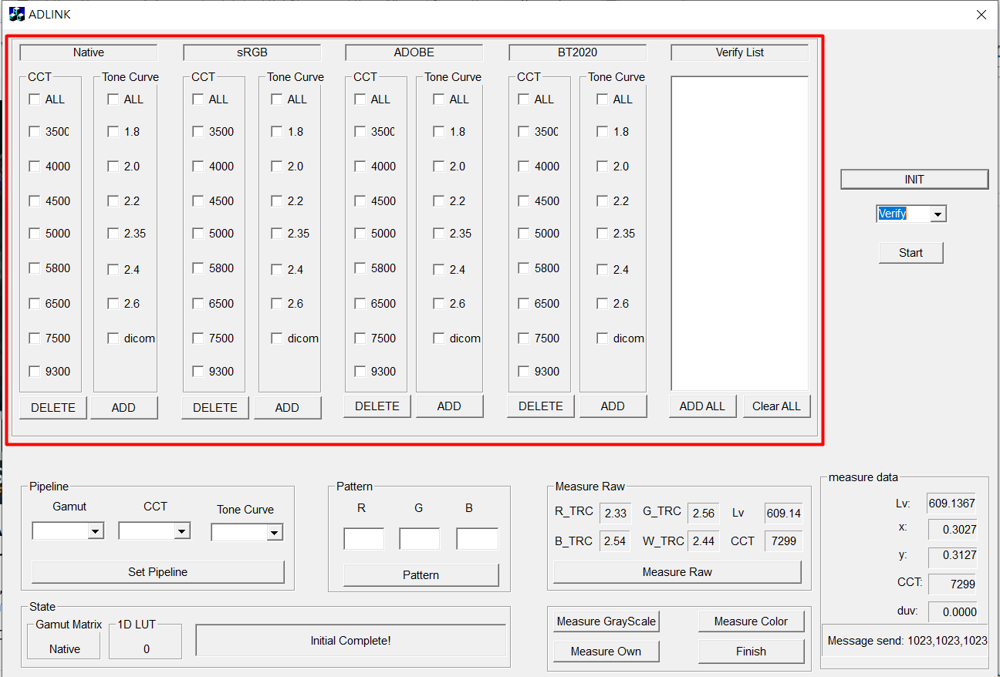 ADLINK
Native sRGB ADOBE BT2020 Verify List
CCT Tone Curve CCT Tone Curve CCT Tone Curve CCT Tone Curve
ALL ALL ALL ALL ALL ALL ALL ALL
3500 1.8 3500 1.8 3500 1.8 3500 1.8
4000 2.0 4000 2.0 4000 2.0 4000 2.0
INIT
4500 2.2 4500 2.2 4500 2.2 4500 2.2
Verify
5000 2.35 5000 2.35 5000 2.35 5000 2.35
Start
5800 2.4 5800 2.4 5800 2.4 5800 2.4
6500 2.6 6500 2.6 6500 2.6 6500 2.6
7500 dicom 7500 dicom 7500 dicom 7500 dicom
9300 9300 9300 9300
DELETE ADD DELETE ADD DELETE ADD DELETE ADD ADD ALL Clear ALL
Pipeline
Gamut CCT Tone Curve
Set Pipeline
Pattern
R G B
Pattern
Measure Raw
R_TRC 2.33 G_TRC 2.56 Lv 609.14
B_TRC 2.54 W_TRC 2.44 CCT 7299
Measure Raw
measure data
Lv: 609.1367
x: 0.3027
y: 0.3127
CCT: 7299
duv: 0.0000
Message send: 1023,1023,1023
State
Gamut Matrix 1D LUT
Native 0 Initial Complete!
Measure GrayScale Measure Color
Measure Own Finish